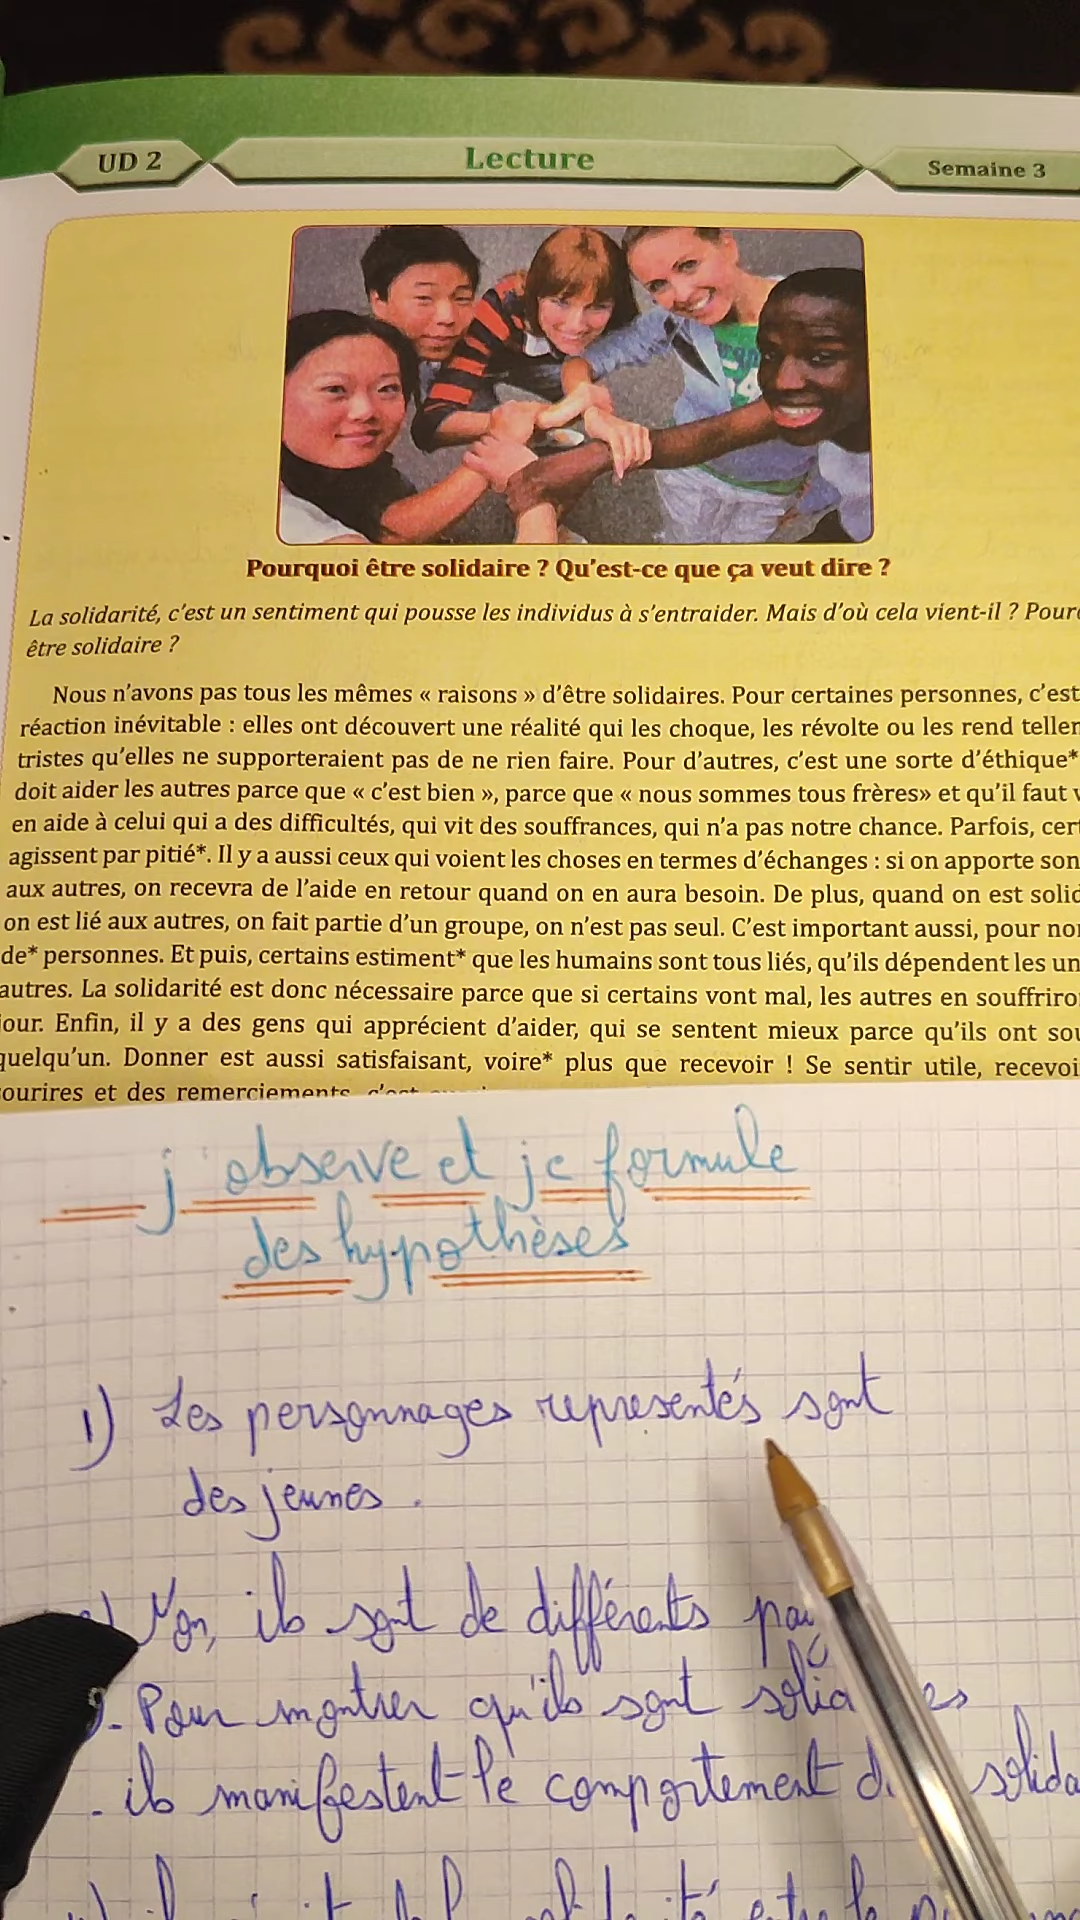 UD 2
Lecture
Semaine 3
Pourquoi être solidaire ? Qu'est-ce que ça veut dire ?
La solidarité, c'est un sentiment qui pousse les individus à s'entraider. Mais d'où cela vient-il ?
être solidaire ?
Nous n'avons pas tous les mêmes « raisons » d'être solidaires. Pour certaines personnes, c'est
réaction inévitable : elles ont découvert une réalité qui les choque, les révolte ou les rend
tristes qu'elles ne supporteraient pas de ne rien faire. Pour d'autres, c'est une sorte d'éthique*
doit aider les autres parce que « c'est bien », parce que « nous sommes tous frères» et qu'il faut
en aide à celui qui a des difficultés, qui vit des souffrances, qui n'a pas notre chance. Parfois,
agissent par pitié*. Il y a aussi ceux qui voient les choses en termes d'échanges : si on apporte son
aux autres, on recevra de l'aide en retour quand on en aura besoin. De plus, quand on est
on est lié aux autres, on fait partie d'un groupe, on n'est pas seul. C'est important aussi, pour
de* personnes. Et puis, certains estiment* que les humains sont tous liés, qu'ils dépendent les
autres. La solidarité est donc nécessaire parce que si certains vont mal, les autres en
jour. Enfin, il y a des gens qui apprécient d'aider, qui se sentent mieux parce qu'ils ont
quelqu'un. Donner est aussi satisfaisant, voire* plus que recevoir ! Se sentir utile,
ourires et des remerciements
j'observe et je formule
des hypothèses
1) Les personnages représentés sont
des jeunes.
Non, ils sont de différents
- Pour montrer qu'ils sont
- ils manifestent le comportement